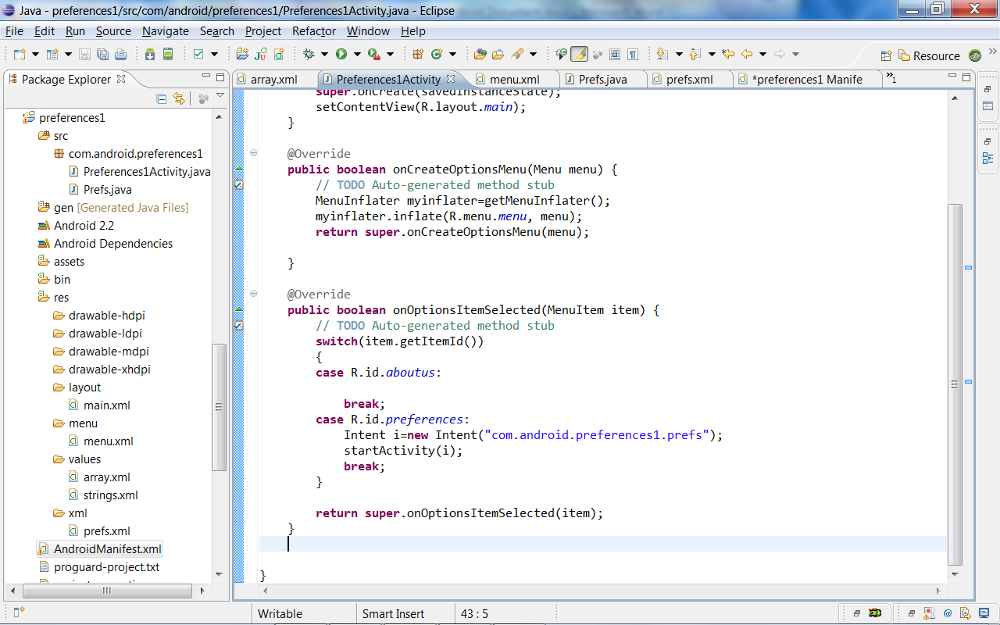 Java - preferences1/src/com/android/preferences1/Preferences1Activity.java - Eclipse
File Edit Run Source Navigate Search Project Refactor Window Help
Resource
Package Explorer
array.xml Preferences1Activity menu.xml Prefs.java prefs.xml *preferences1 Manife »1
preferences1
src
com.android.preferences1
Preferences1Activity.java
Prefs.java
gen [Generated Java Files]
Android 2.2
Android Dependencies
assets
bin
res
drawable-hdpi
drawable-ldpi
drawable-mdpi
drawable-xhdpi
layout
main.xml
menu
menu.xml
values
array.xml
strings.xml
xml
prefs.xml
AndroidManifest.xml
proguard-project.txt
super.onCreate(savedInstanceState);
setContentView(R.layout.main);
}
@Override
public boolean onCreateOptionsMenu(Menu menu) {
// TODO Auto-generated method stub
MenuInflater myinflater=getMenuInflater();
myinflater.inflate(R.menu.menu, menu);
return super.onCreateOptionsMenu(menu);
}
@Override
public boolean onOptionsItemSelected(MenuItem item) {
// TODO Auto-generated method stub
switch(item.getItemId())
{
case R.id.aboutus:
break;
case R.id.preferences:
Intent i=new Intent("com.android.preferences1.prefs");
startActivity(i);
break;
}
return super.onOptionsItemSelected(item);
}
}
Writable Smart Insert 43 : 5